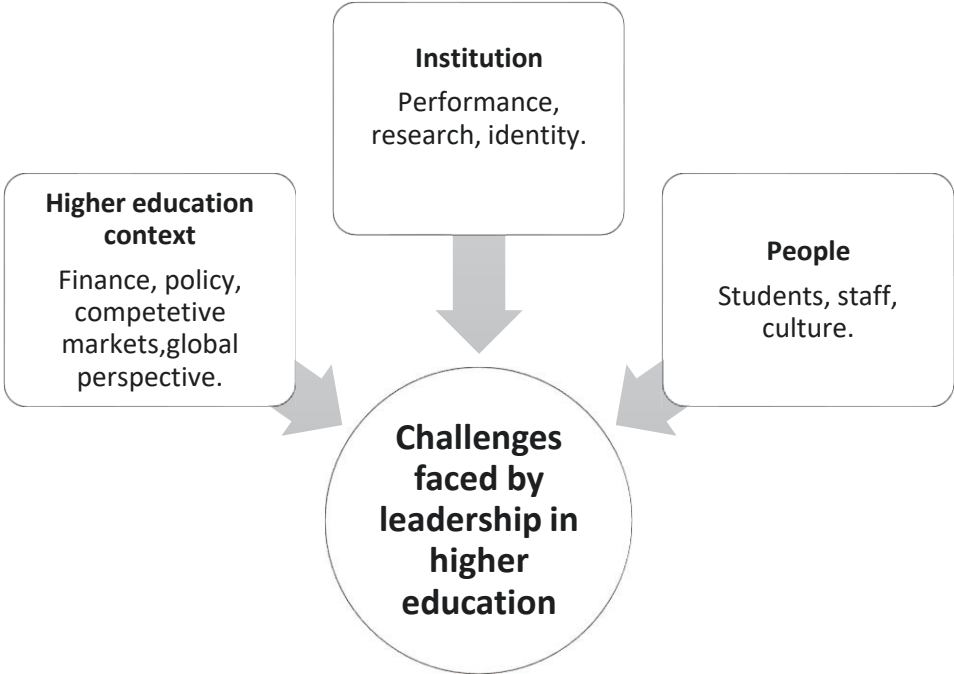 Institution
Performance,
research, identity.
Higher education
context
Finance, policy,
competetive
markets,global
perspective.
People
Students, staff,
culture.
Challenges
faced by
leadership in
higher
education